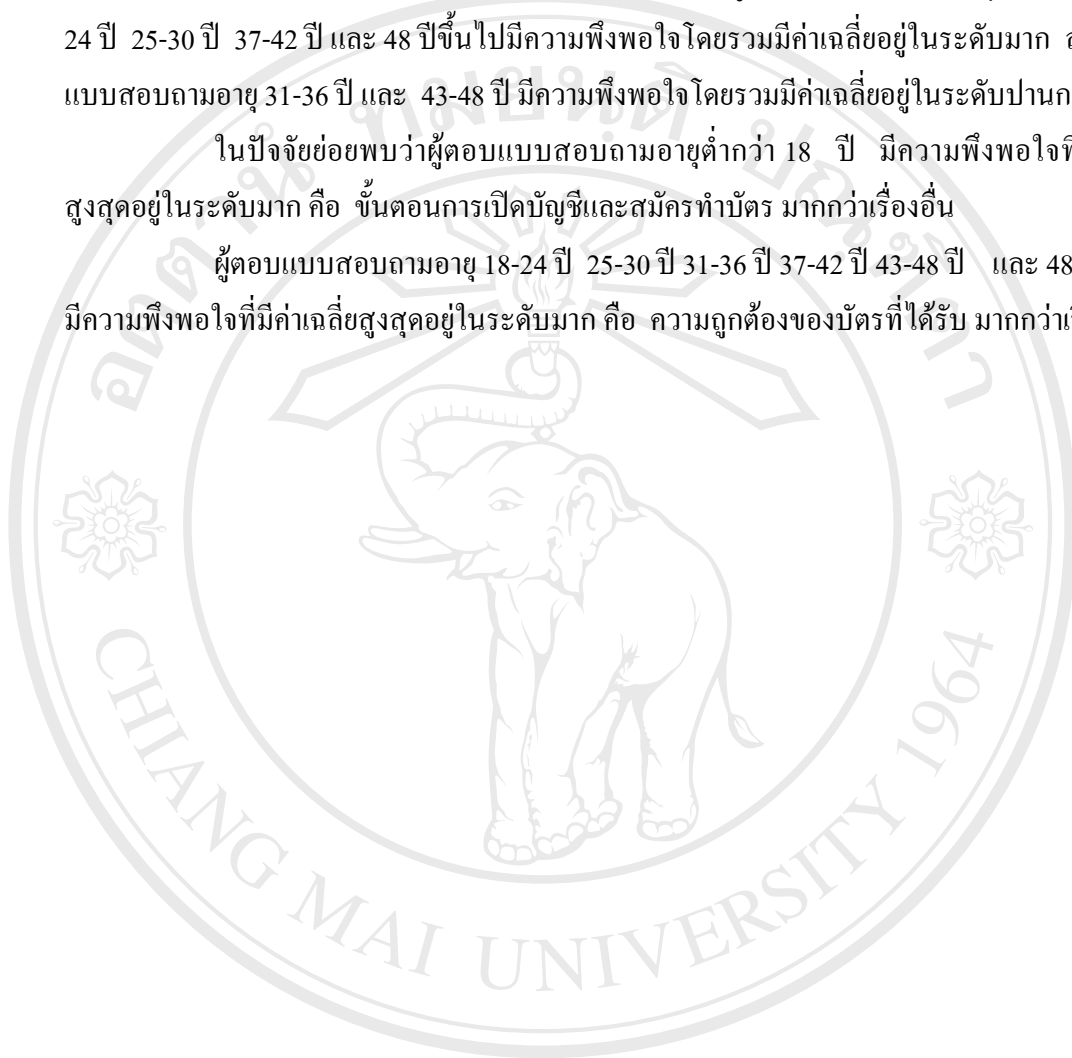 24 ปี 25-30 ปี 37-42 ปี และ 48 ปีขึ้นไปมีความพึงพอใจโดยรวมมีค่าเฉลี่ยอยู่ในระดับมาก
แบบสอบถามอายุ 31-36 ปี และ 43-48 ปี มีความพึงพอใจโดยรวมมีค่าเฉลี่ยอยู่ในระดับปานก
ในปัจจัยย่อยพบว่าผู้ตอบแบบสอบถามอายุต่ำกว่า 18 ปี มีความพึงพอใจที
สูงสุดอยู่ในระดับมาก คือ ขั้นตอนการเปิดบัญชีและสมัครทำบัตร มากกว่าเรื่องอื่น
ผู้ตอบแบบสอบถามอายุ 18-24 ปี 25-30 ปี 31-36 ปี 37-42 ปี 43-48 ปี และ 48
มีความพึงพอใจที่มีค่าเฉลี่ยสูงสุดอยู่ในระดับมาก คือ ความถูกต้องของบัตรที่ได้รับ มากกว่าเ
อตฺตานํ ทมยนฺติ ปณฺฑิตา
CHIANG MAI UNIVERSITY 1964